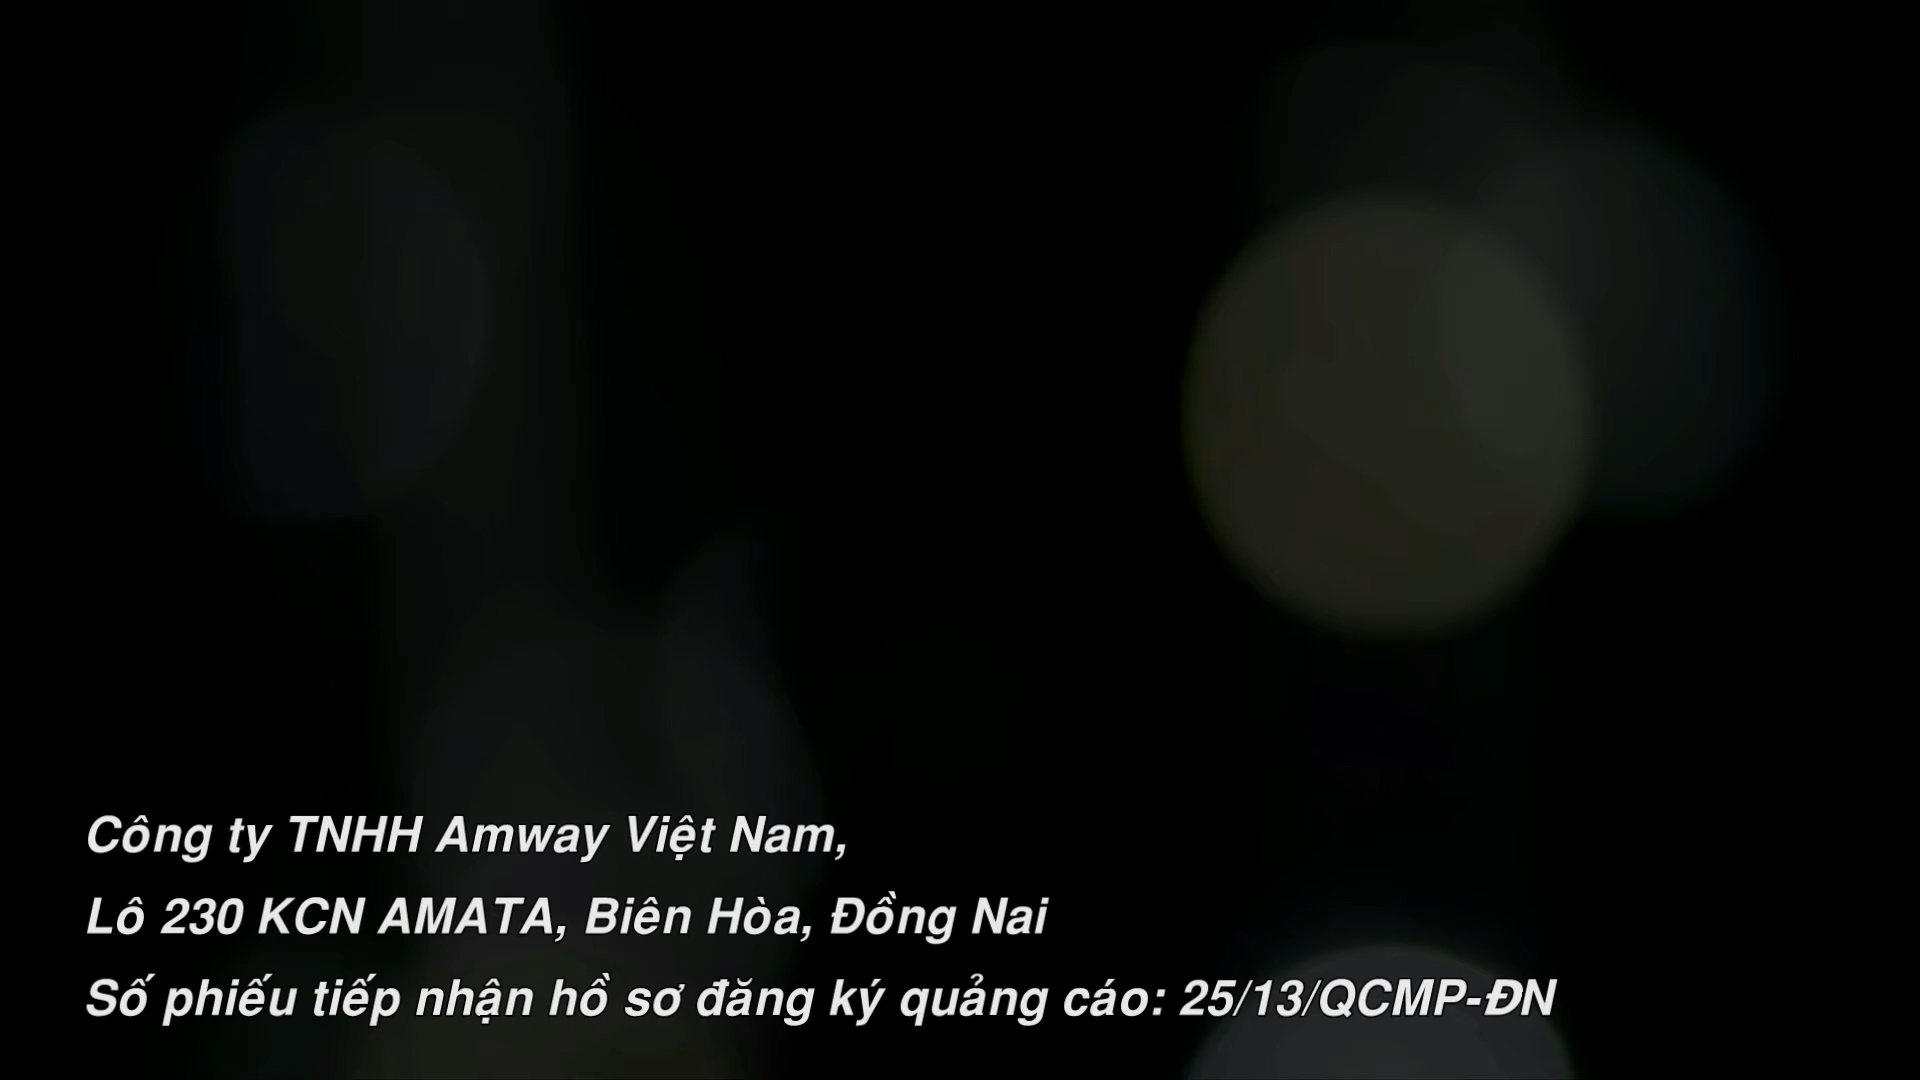 Công ty TNHH Amway Việt Nam,
Lô 230 KCN AMATA, Biên Hòa, Đồng Nai
Số phiếu tiếp nhận hồ sơ đăng ký quảng cáo: 25/13/QCMP-ĐN